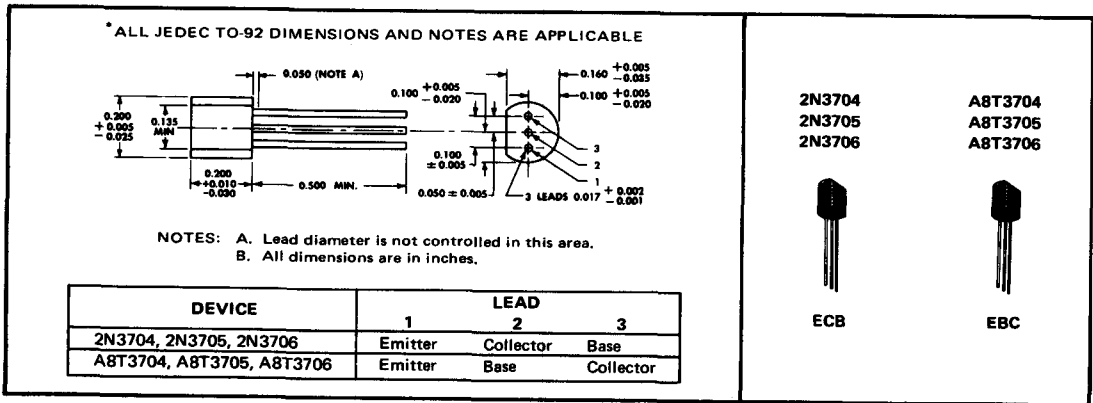 *ALL JEDEC TO-92 DIMENSIONS AND NOTES ARE APPLICABLE
0.050 (NOTE A)
0.200
+0.005
-0.025
0.135
MIN
0.200
+0.010
-0.030
0.500 MIN.
0.100 +0.005
-0.020
0.160 +0.005
-0.035
0.100 +0.005
-0.020
0.100
± 0.005
0.050 ± 0.005
3
2
1
3 LEADS 0.017 +0.002
-0.001
NOTES: A. Lead diameter is not controlled in this area.
B. All dimensions are in inches.
DEVICE LEAD
1 2 3
2N3704, 2N3705, 2N3706 Emitter Collector Base
A8T3704, A8T3705, A8T3706 Emitter Base Collector
2N3704 A8T3704
2N3705 A8T3705
2N3706 A8T3706
ECB EBC